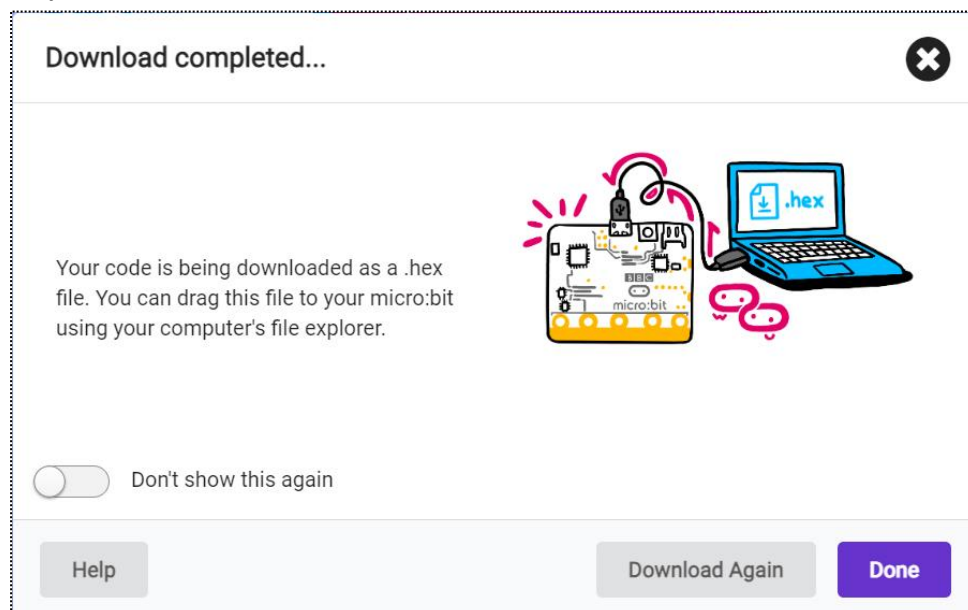 Download completed...
.hex
Your code is being downloaded as a .hex
file. You can drag this file to your micro:bit
using your computer's file explorer.
BBC
micro:bit
Don't show this again
Help
Download Again
Done